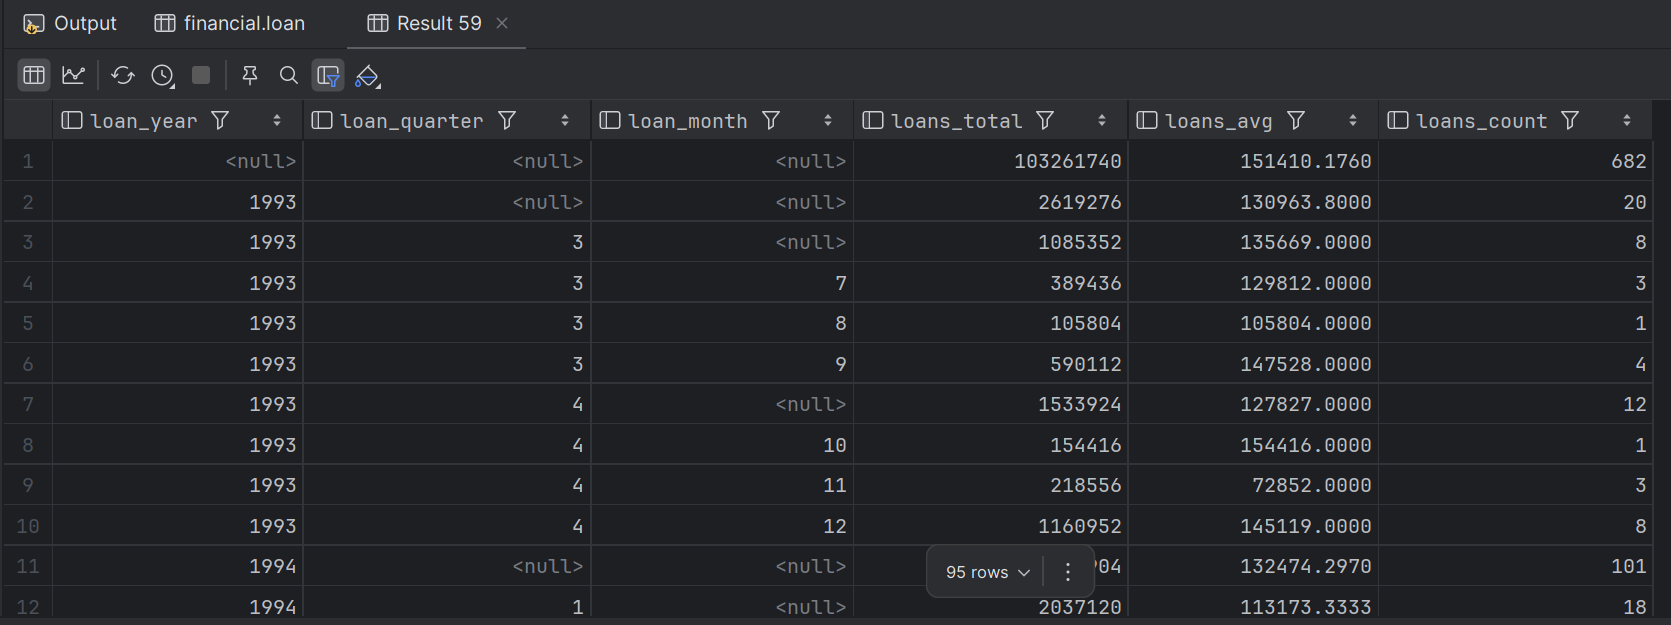 Output financial.loan Result 59
loan_year loan_quarter loan_month loans_total loans_avg loans_count
1 <null> <null> <null> 103261740 151410.1760 682
2 1993 <null> <null> 2619276 130963.8000 20
3 1993 3 <null> 1085352 135669.0000 8
4 1993 3 7 389436 129812.0000 3
5 1993 3 8 105804 105804.0000 1
6 1993 3 9 590112 147528.0000 4
7 1993 4 <null> 1533924 127827.0000 12
8 1993 4 10 154416 154416.0000 1
9 1993 4 11 218556 72852.0000 3
10 1993 4 12 1160952 145119.0000 8
11 1994 <null> <null> 132474.2970 101
95 rows
12 1994 1 <null> 2037120 113173.3333 18